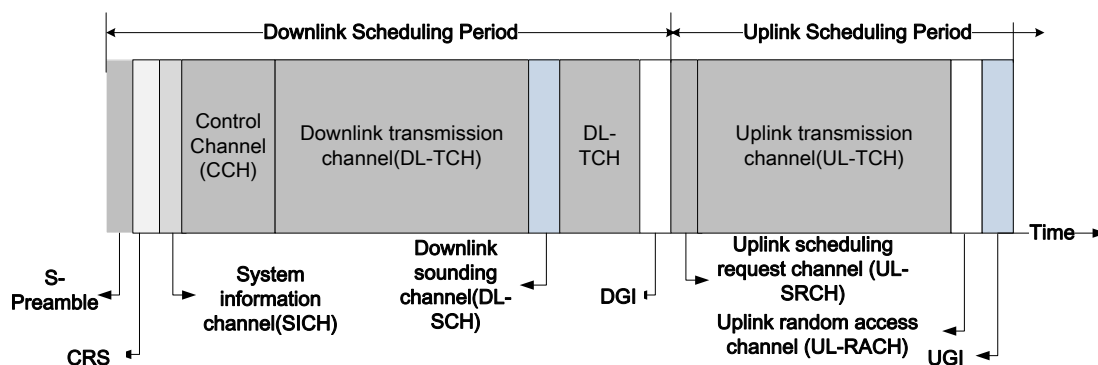 Downlink Scheduling Period
Uplink Scheduling Period
Control
Channel
(CCH)
Downlink transmission
channel(DL-TCH)
DL-
TCH
Uplink transmission
channel(UL-TCH)
Time
S-
Preamble
CRS
System
information
channel(SICH)
Downlink
sounding
channel(DL-
SCH)
DGI
Uplink scheduling
request channel (UL-
SRCH)
Uplink random access
channel (UL-RACH)
UGI